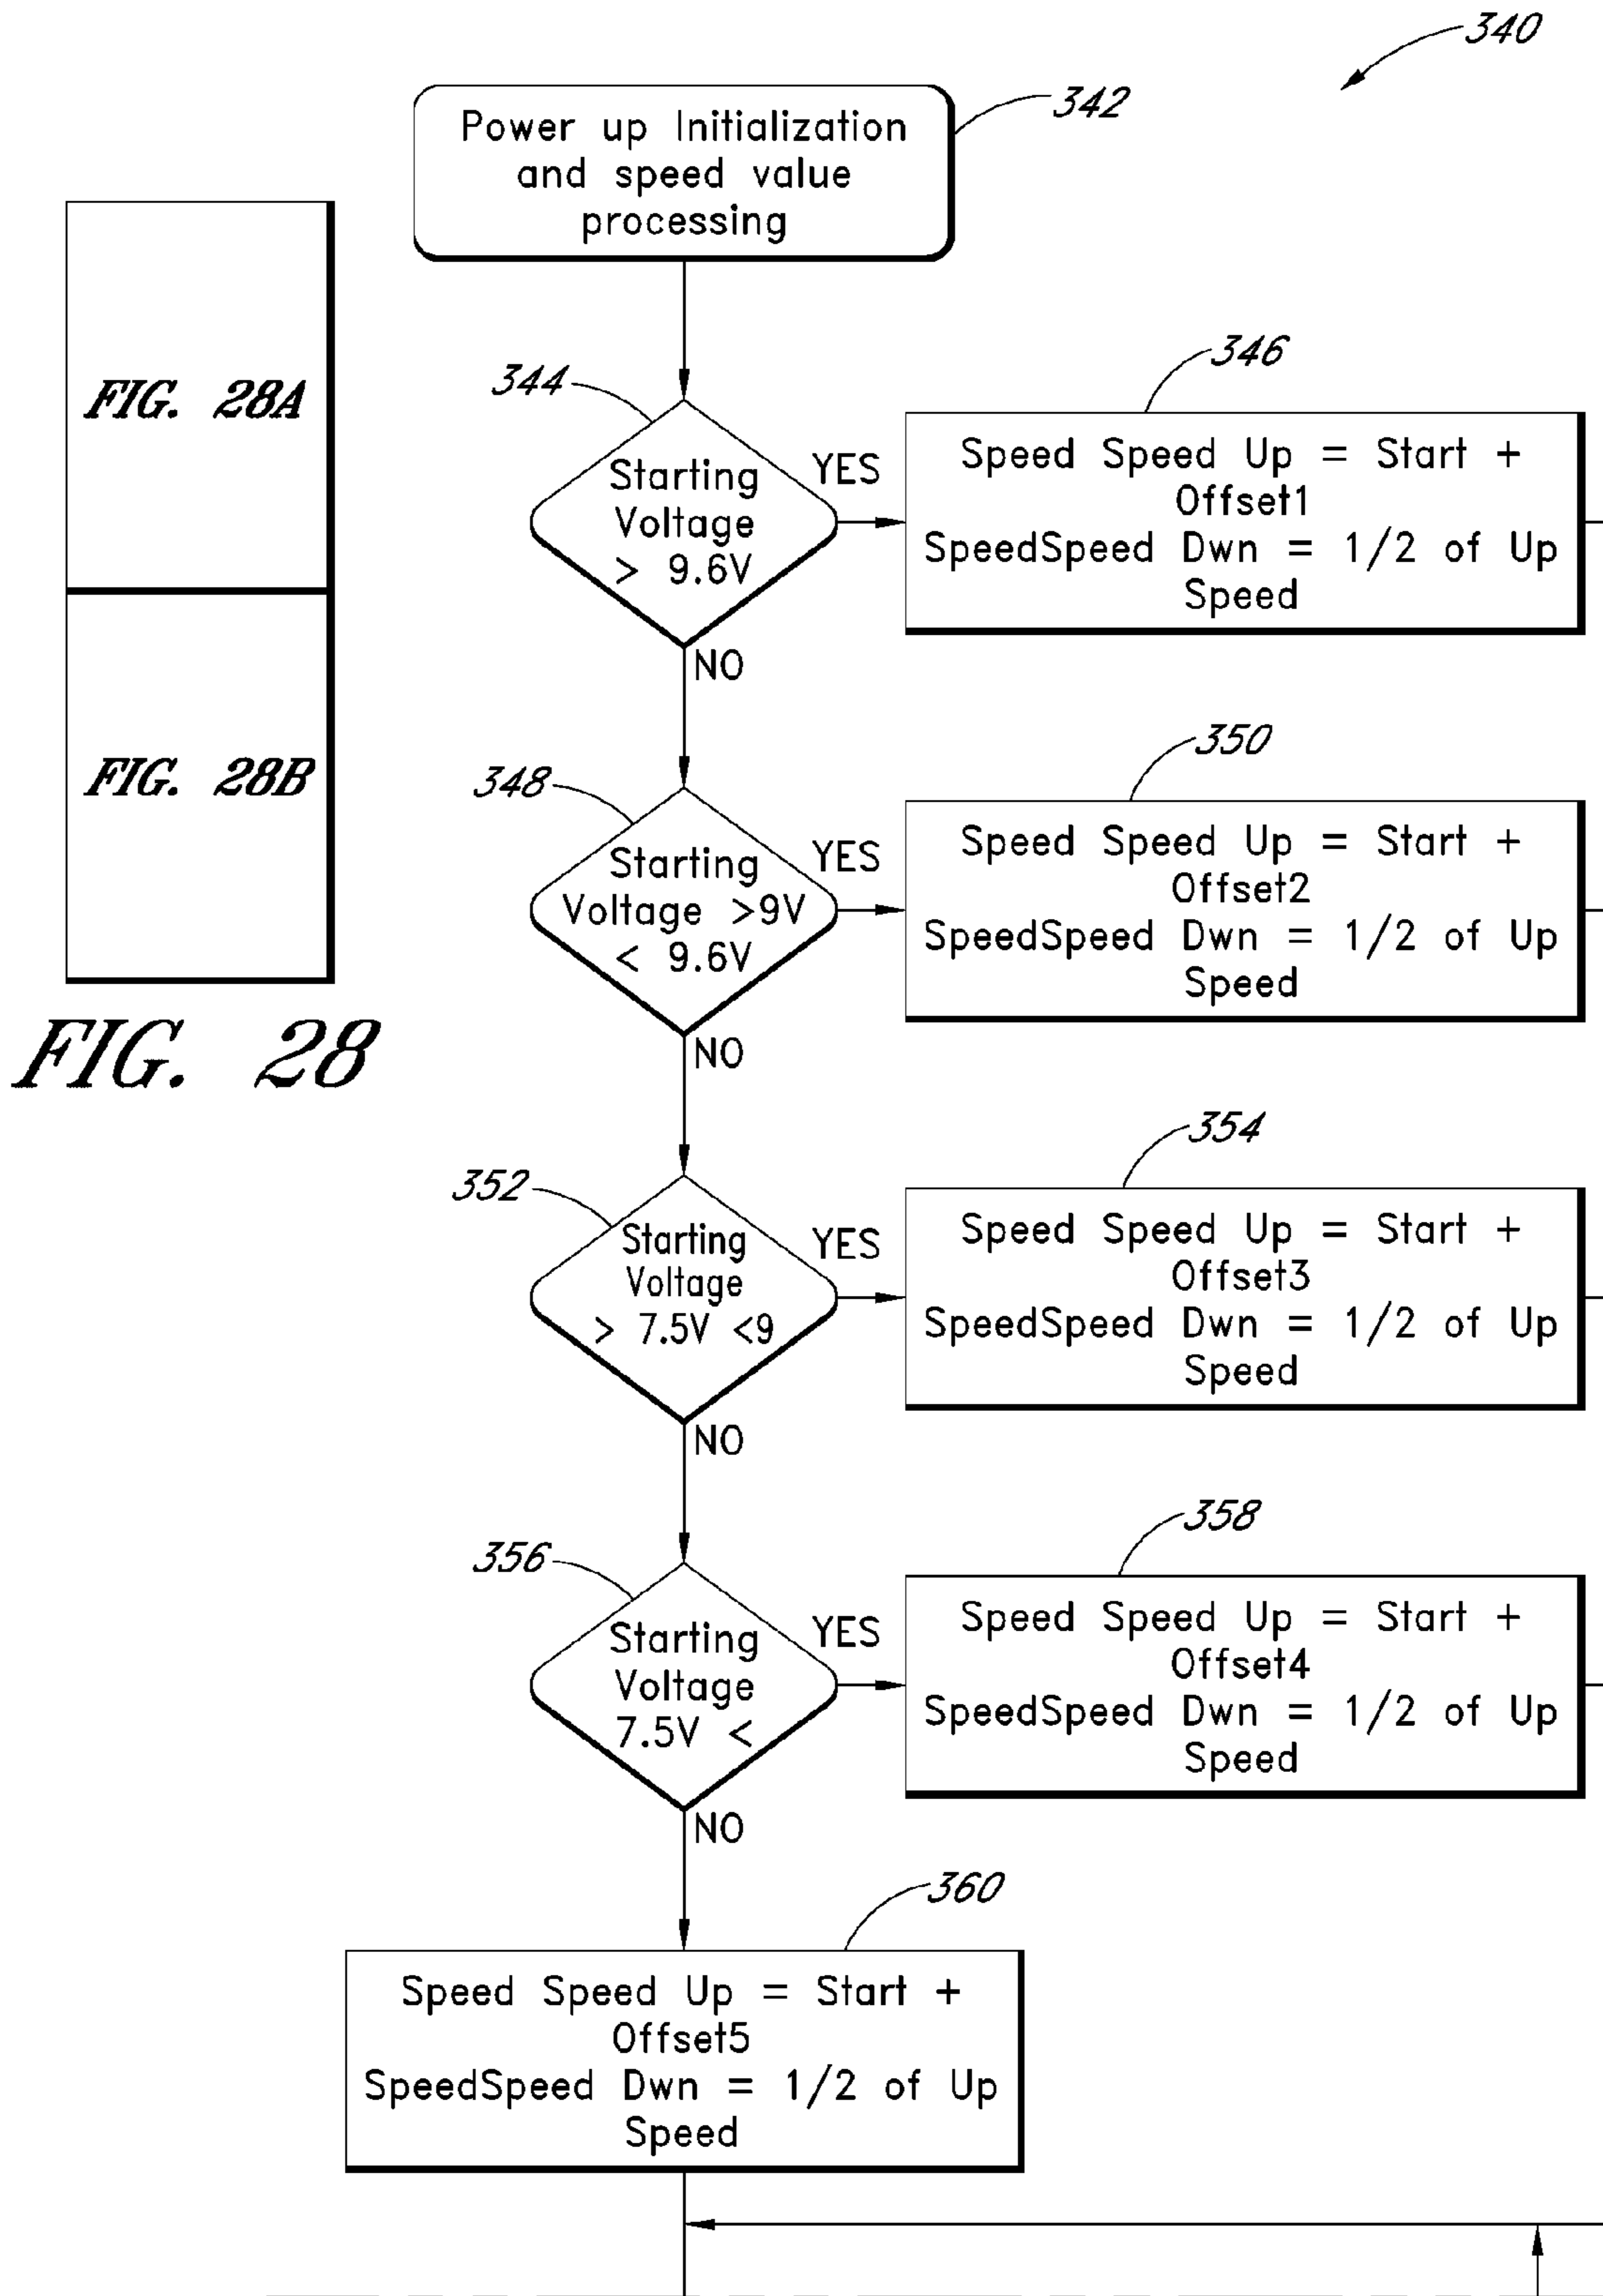 340
342
Power up Initialization
and speed value
processing
FIG. 28A
FIG. 28B
FIG. 28
344
Starting
Voltage
> 9.6V
YES
NO
346
Speed Speed Up = Start +
Offset1
SpeedSpeed Dwn = 1/2 of Up
Speed
348
Starting
Voltage >9V
< 9.6V
YES
NO
350
Speed Speed Up = Start +
Offset2
SpeedSpeed Dwn = 1/2 of Up
Speed
352
Starting
Voltage
> 7.5V <9
YES
NO
354
Speed Speed Up = Start +
Offset3
SpeedSpeed Dwn = 1/2 of Up
Speed
356
Starting
Voltage
7.5V <
YES
NO
358
Speed Speed Up = Start +
Offset4
SpeedSpeed Dwn = 1/2 of Up
Speed
360
Speed Speed Up = Start +
Offset5
SpeedSpeed Dwn = 1/2 of Up
Speed